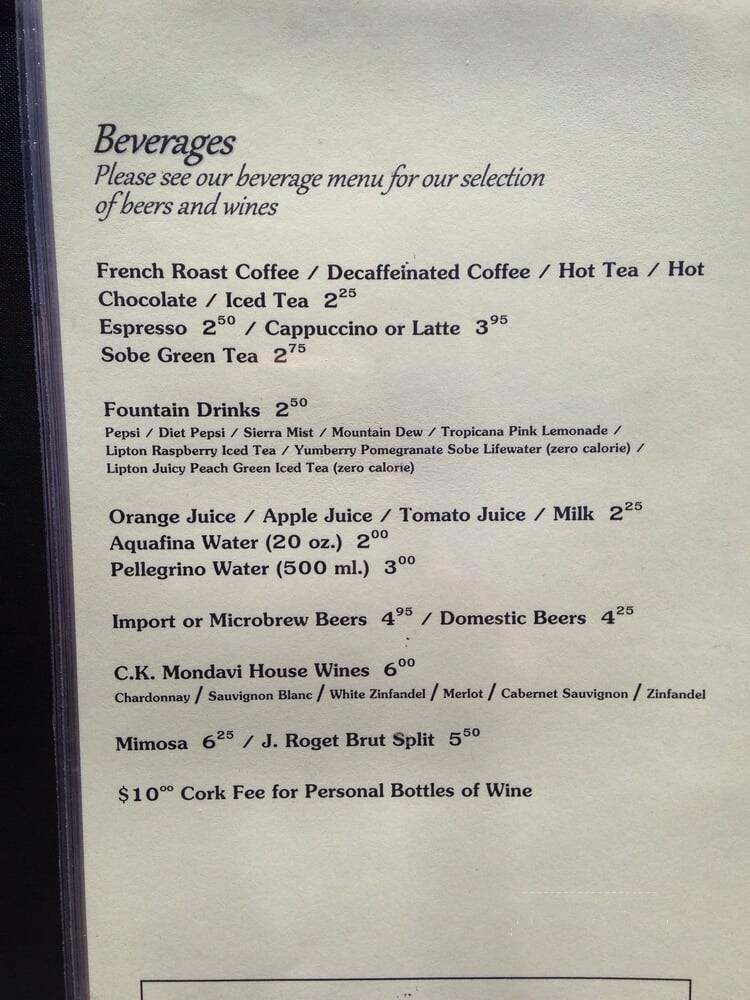 Beverages
Please see our beverage menu for our selection
of beers and wines
French Roast Coffee / Decaffeinated Coffee / Hot Tea / Hot
Chocolate / Iced Tea 2²⁵
Espresso 2⁵⁰ / Cappuccino or Latte 3⁹⁵
Sobe Green Tea 2⁷⁵
Fountain Drinks 2⁵⁰
Pepsi / Diet Pepsi / Sierra Mist / Mountain Dew / Tropicana Pink Lemonade /
Lipton Raspberry Iced Tea / Yumberry Pomegranate Sobe Lifewater (zero calorie) /
Lipton Juicy Peach Green Iced Tea (zero calorie)
Orange Juice / Apple Juice / Tomato Juice / Milk 2²⁵
Aquafina Water (20 oz.) 2⁰⁰
Pellegrino Water (500 ml.) 3⁰⁰
Import or Microbrew Beers 4⁹⁵ / Domestic Beers 4²⁵
C.K. Mondavi House Wines 6⁰⁰
Chardonnay / Sauvignon Blanc / White Zinfandel / Merlot / Cabernet Sauvignon / Zinfandel
Mimosa 6²⁵ / J. Roget Brut Split 5⁵⁰
$10⁰⁰ Cork Fee for Personal Bottles of Wine